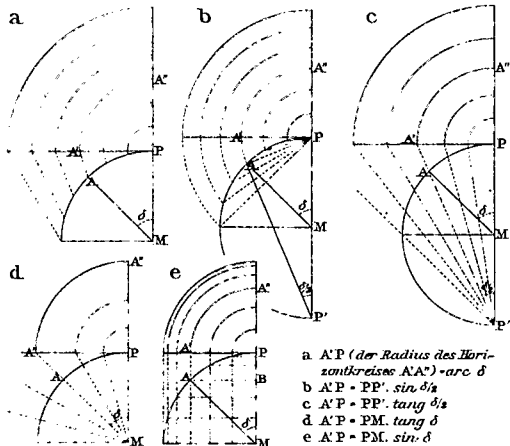 a
b
c
A''
A''
A''
P
A'
P
A'
P
A'
A
A
A
δ
δ
δ
M
M
M
δ/2
δ/2
P'
P'
d
e
A''
A''
A'
P
A'
P
A
A
B
δ
δ
M
M
a A'P (der Radius des Hori-
zontkreises A'A'') = arc δ
b A'P = PP'. sin δ/2
c A'P = PP'. tang δ/2
d A'P = PM. tang δ
e A'P = PM. sin δ